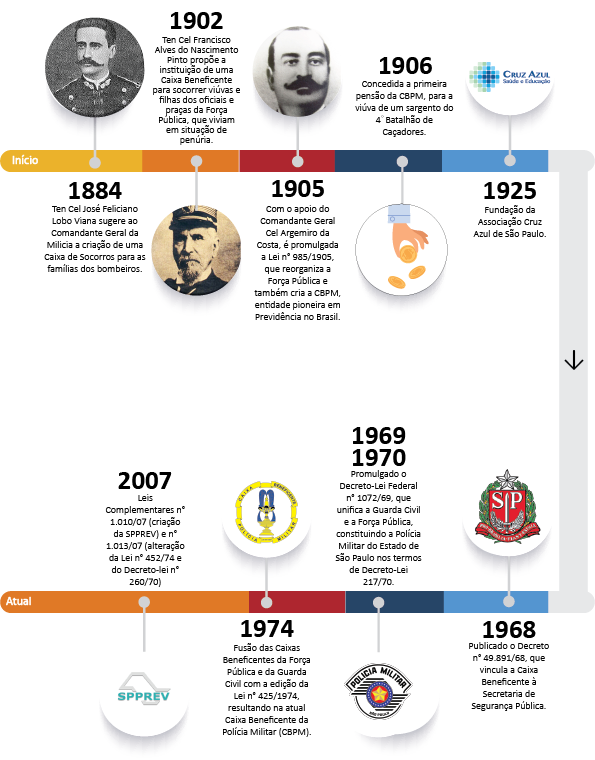 1902
Ten Cel Francisco
Alves do Nascimento
Pinto propõe a
instituição de uma
Caixa Beneficente
para socorrer viúvas e
filhas dos oficiais e
praças da Força
Pública, que viviam
em situação de
penúria.
1906
Concedida a primeira
pensão da CBPM, para a
viúva de um sargento do
4° Batalhão de
Caçadores.
CRUZ AZUL
Saúde e Educação
Início
1884
Ten Cel José Feliciano
Lobo Viana sugere ao
Comandante Geral da
Milicia a criação de uma
Caixa de Socorros para as
famílias dos bombeiros.
1905
Com o apoio do
Comandante Geral
Cel Argemiro da
Costa, é promulgada
a Lei n° 985/1905,
que reorganiza a
Força Pública e
também cria a CBPM,
entidade pioneira em
Previdência no Brasil.
1925
Fundação da
Associação Cruz
Azul de São Paulo.
2007
Leis
Complementares n°
1.010/07 (criação
da SPPREV) e n°
1.013/07 (alteração
da Lei n° 452/74 e
do Decreto-lei n°
260/70)
CAIXA BENEFICENTE
POLICIA MILITAR
1969
1970
Promulgado o
Decreto-Lei Federal
n° 1072/69, que
unifica a Guarda Civil
e a Força Pública,
constituindo a Polícia
Militar do Estado de
São Paulo nos termos
de Decreto-Lei
217/70.
SP
Atual
SPPREV
1974
Fusão das Caixas
Beneficentes da Força
Pública e da Guarda
Civil com a edição da
Lei n° 425/1974,
resultando na atual
Caixa Beneficente da
Polícia Militar (CBPM).
POLICIA MILITAR
SÃO PAULO
1968
Publicado o Decreto
n° 49.891/68, que
vincula a Caixa
Beneficente à
Secretaria de
Segurança Pública.